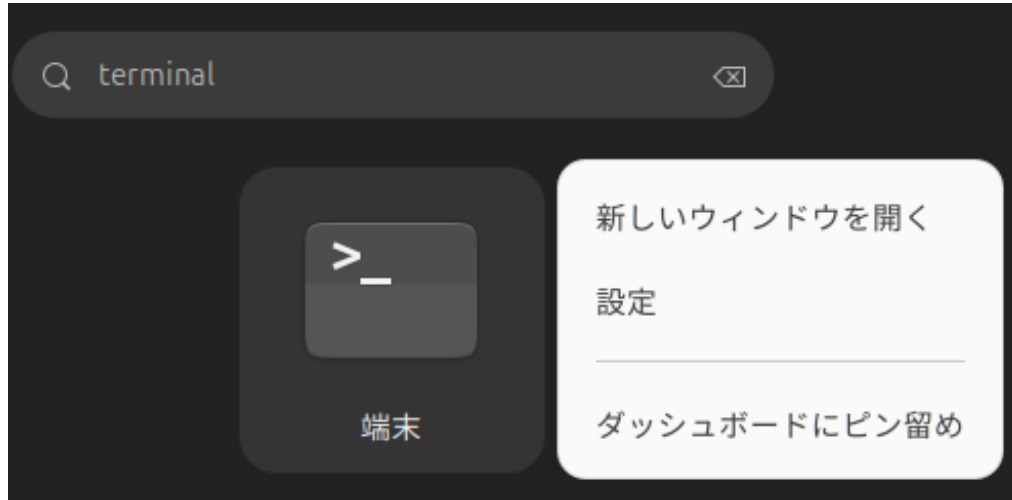 terminal
>_
端末
新しいウィンドウを開く
設定
ダッシュボードにピン留め